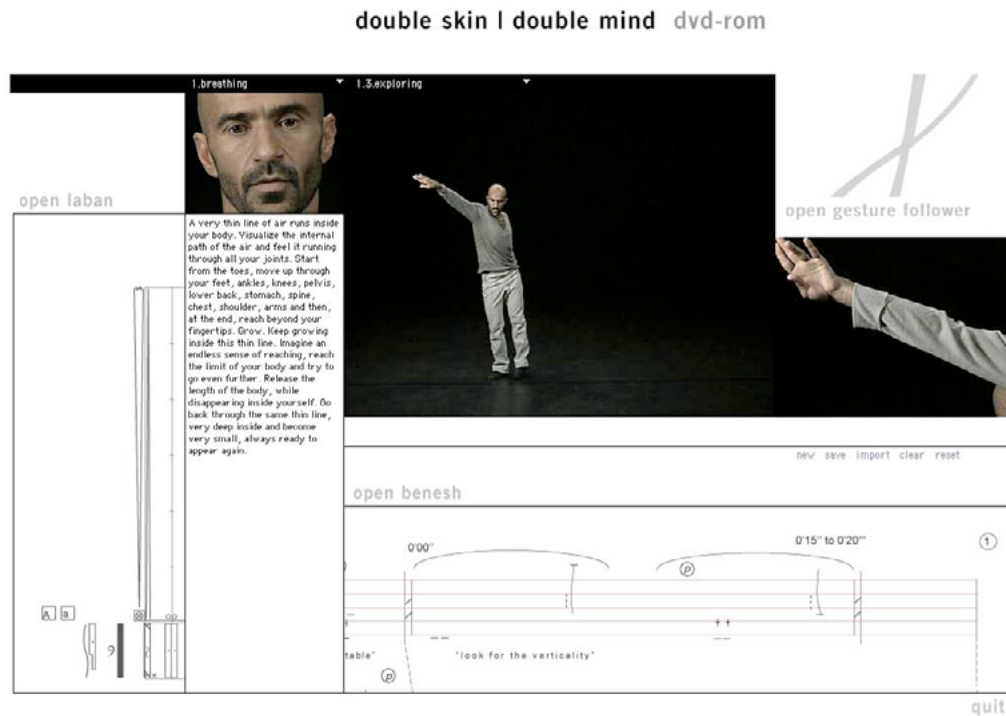 double skin | double mind dvd-rom
1.breathing
1.3.exploring
open laban
open gesture follower
A very thin line of air runs inside
your body. Visualize the internal
path of the air and feel it running
through all your joints. Start
from the toes, move up through
your feet, ankles, knees, pelvis,
lower back, stomach, spine,
chest, shoulder, arms and then,
at the end, reach beyond your
fingertips. Grow. Keep growing
inside this thin line. Imagine an
endless sense of reaching, reach
the limit of your body and try to
go even further. Release the
length of the body, while
disappearing inside yourself. Go
back through the same thin line,
very deep inside and become
very small, always ready to
appear again.
new save import clear reset
open benesh
0'00"
0'15" to 0'20""
1
p
A a
table"
"look for the verticality"
p
quit